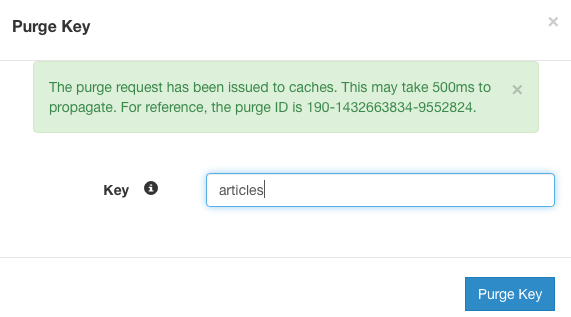 Purge Key ×
The purge request has been issued to caches. This may take 500ms to ×
propagate. For reference, the purge ID is 190-1432663834-9552824.
Key i articles
Purge Key